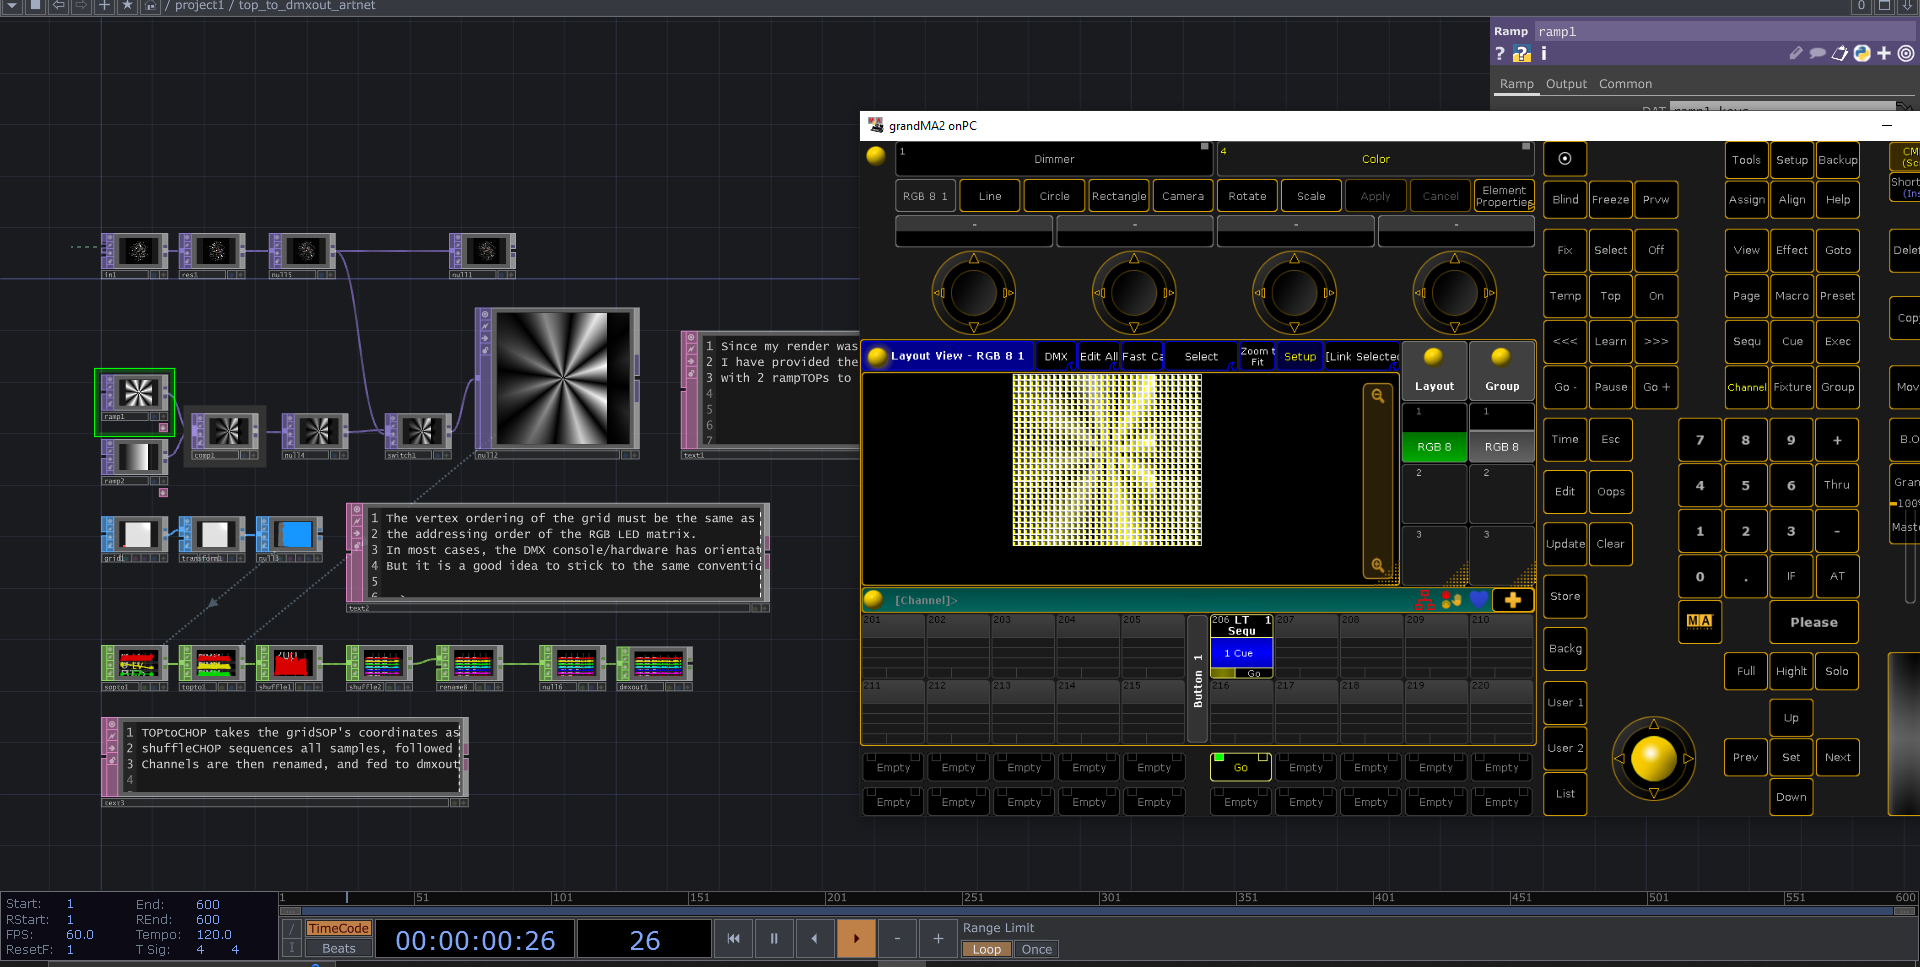 / project1 / top_to_dmxout_artnet
0
Ramp ramp1
? ? i
Ramp Output Common
DAT ramp1_keys
grandMA2 onPC
1 Dimmer
4 Color
RGB 8 1 Line Circle Rectangle Camera Rotate Scale Apply Cancel Element Properties
- - - -
Layout View - RGB 8 1 DMX Edit All Fast Ca Select Zoom t Fit Setup [Link Selected
Layout Group
1 RGB 8 1 RGB 8
2 2
3 3
[Channel]>
201 202 203 204 205 206 LT 1 207 208 209 210
Sequ
1 Cue
Go
211 212 213 214 215 Button 1 216 217 218 219 220
Empty Empty Empty Empty Empty Go Empty Empty Empty Empty
Empty Empty Empty Empty Empty Empty Empty Empty Empty Empty
Tools Setup Backup
CM
(Sc
Blind Freeze Prvw Assign Align Help
Short
(Ins
Fix Select Off View Effect Goto Delet
Temp Top On Page Macro Preset Copy
<<< Learn >>> Sequ Cue Exec
Go - Pause Go + Channel Fixture Group Mov
Time Esc 7 8 9 + B.O
Edit Oops 4 5 6 Thru Gran
100%
Maste
Update Clear 1 2 3 -
0 . IF AT
Store MA Please
Backg Full Highlt Solo
User 1 Up
User 2 Prev Set Next
List Down
in1 res1 null5 null1
ramp1 comp1 null4 switch1 null2 text1
ramp2
1 Since my render was
2 I have provided the
3 with 2 rampTOPs to
4
5
6
7
grid1 transform1 null3
1 The vertex ordering of the grid must be the same as
2 the addressing order of the RGB LED matrix.
3 In most cases, the DMX console/hardware has orientat
4 But it is a good idea to stick to the same conventic
5
6
text2
sopto1 topto1 shuffle1 shuffle2 rename8 null6 dmxout1
1 TOPtoCHOP takes the gridSOP's coordinates as
2 shuffleCHOP sequences all samples, followed
3 Channels are then renamed, and fed to dmxout
4
text3
1 51 101 151 201 251 301 351 401 451 501 551 600
Start: 1 End: 600
RStart: 1 REnd: 600
FPS: 60.0 Tempo: 120.0
ResetF: 1 T Sig: 4 4
/ TimeCode
I Beats
00:00:00:26 26 - +
Range Limit
Loop Once